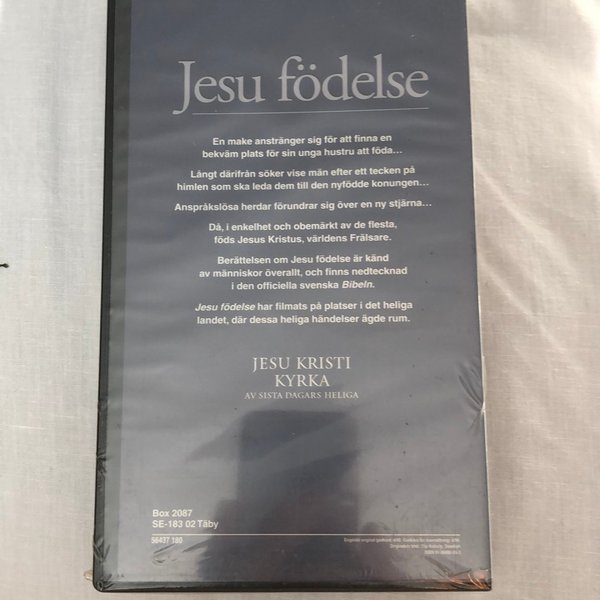 Jesu födelse
En make anstränger sig för att finna en
bekväm plats för sin unga hustru att föda...
Långt därifrån söker vise män efter ett tecken på
himlen som ska leda dem till den nyfödde konungen...
Anspråkslösa herdar förundrar sig över en ny stjärna...
Då, i enkelhet och obemärkt av de flesta,
föds Jesus Kristus, världens Frälsare.
Berättelsen om Jesu födelse är känd
av människor överallt, och finns nedtecknad
i den officiella svenska Bibeln.
Jesu födelse har filmats på platser i det heliga
landet, där dessa heliga händelser ägde rum.
JESU KRISTI
KYRKA
AV SISTA DAGARS HELIGA
Box 2087
SE-183 02 Täby
56437 180